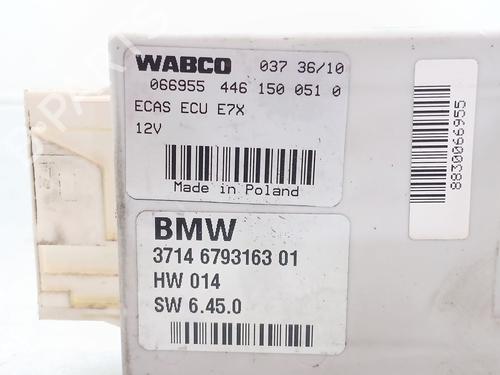 WABCO 037 36/10
066955 446 150 051 0
ECAS ECU E7X
12V
Made in Poland
BMW
3714 6793163 01
HW 014
SW 6.45.0
8830066955